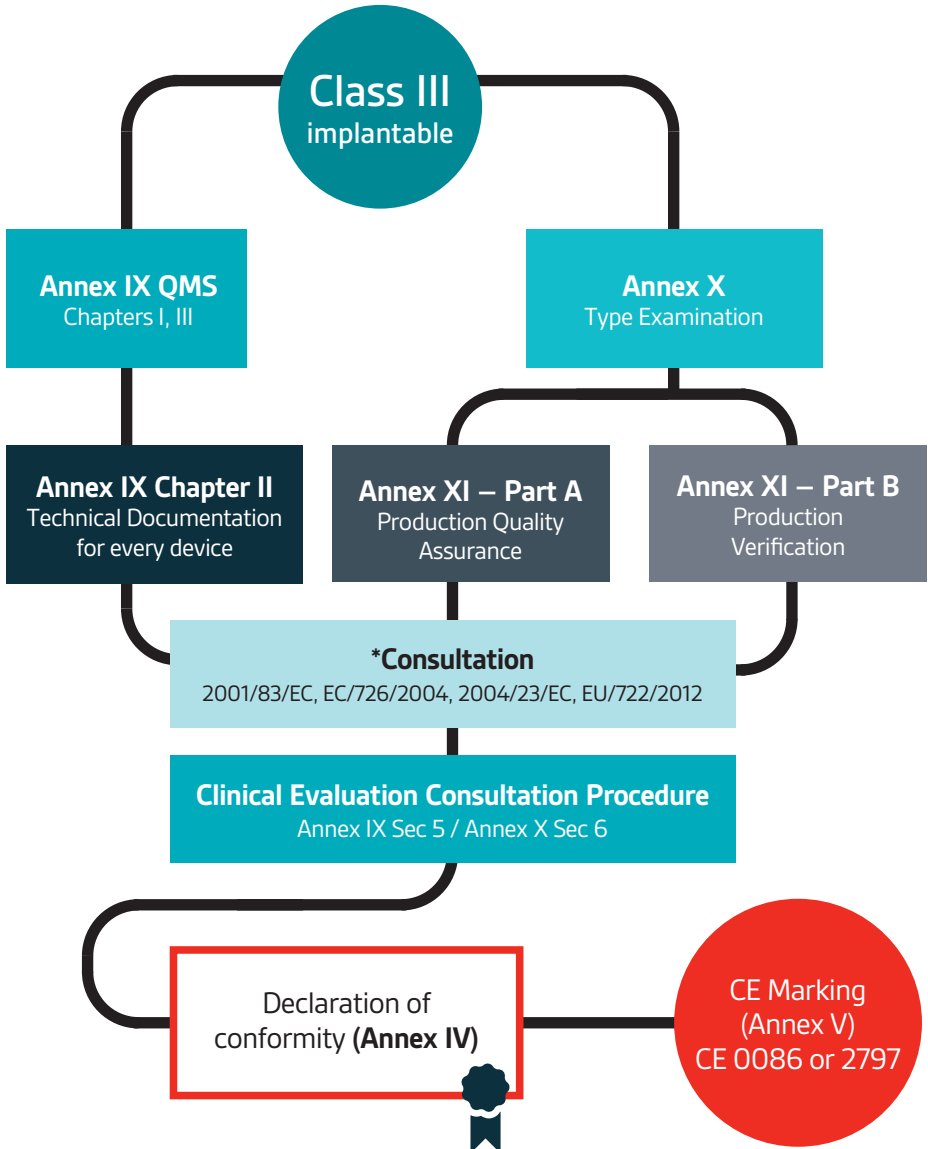 Class III
implantable
Annex IX QMS
Chapters I, III
Annex X
Type Examination
Annex IX Chapter II
Technical Documentation
for every device
Annex XI – Part A
Production Quality
Assurance
Annex XI – Part B
Production
Verification
*Consultation
2001/83/EC, EC/726/2004, 2004/23/EC, EU/722/2012
Clinical Evaluation Consultation Procedure
Annex IX Sec 5 / Annex X Sec 6
Declaration of
conformity (Annex IV)
CE Marking
(Annex V)
CE 0086 or 2797